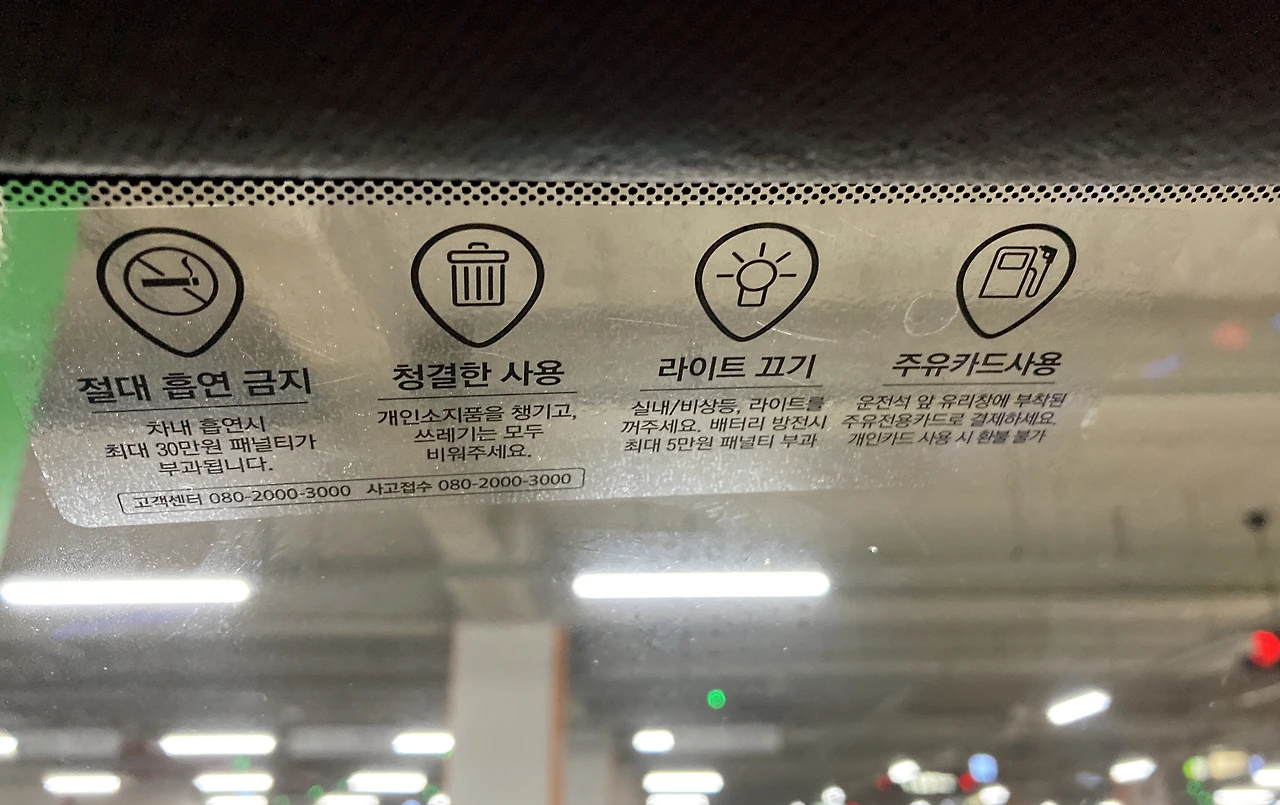 절대 흡연 금지
차내 흡연시
최대 30만원 패널티가
부과됩니다.
청결한 사용
개인소지품을 챙기고,
쓰레기는 모두
비워주세요.
라이트 끄기
실내/비상등, 라이트를
꺼주세요. 배터리 방전시
최대 5만원 패널티 부과
주유카드사용
운전석 앞 유리창에 부착된
주유전용카드로 결제하세요.
개인카드 사용 시 환불 불가
고객센터 080-2000-3000 사고접수 080-2000-3000